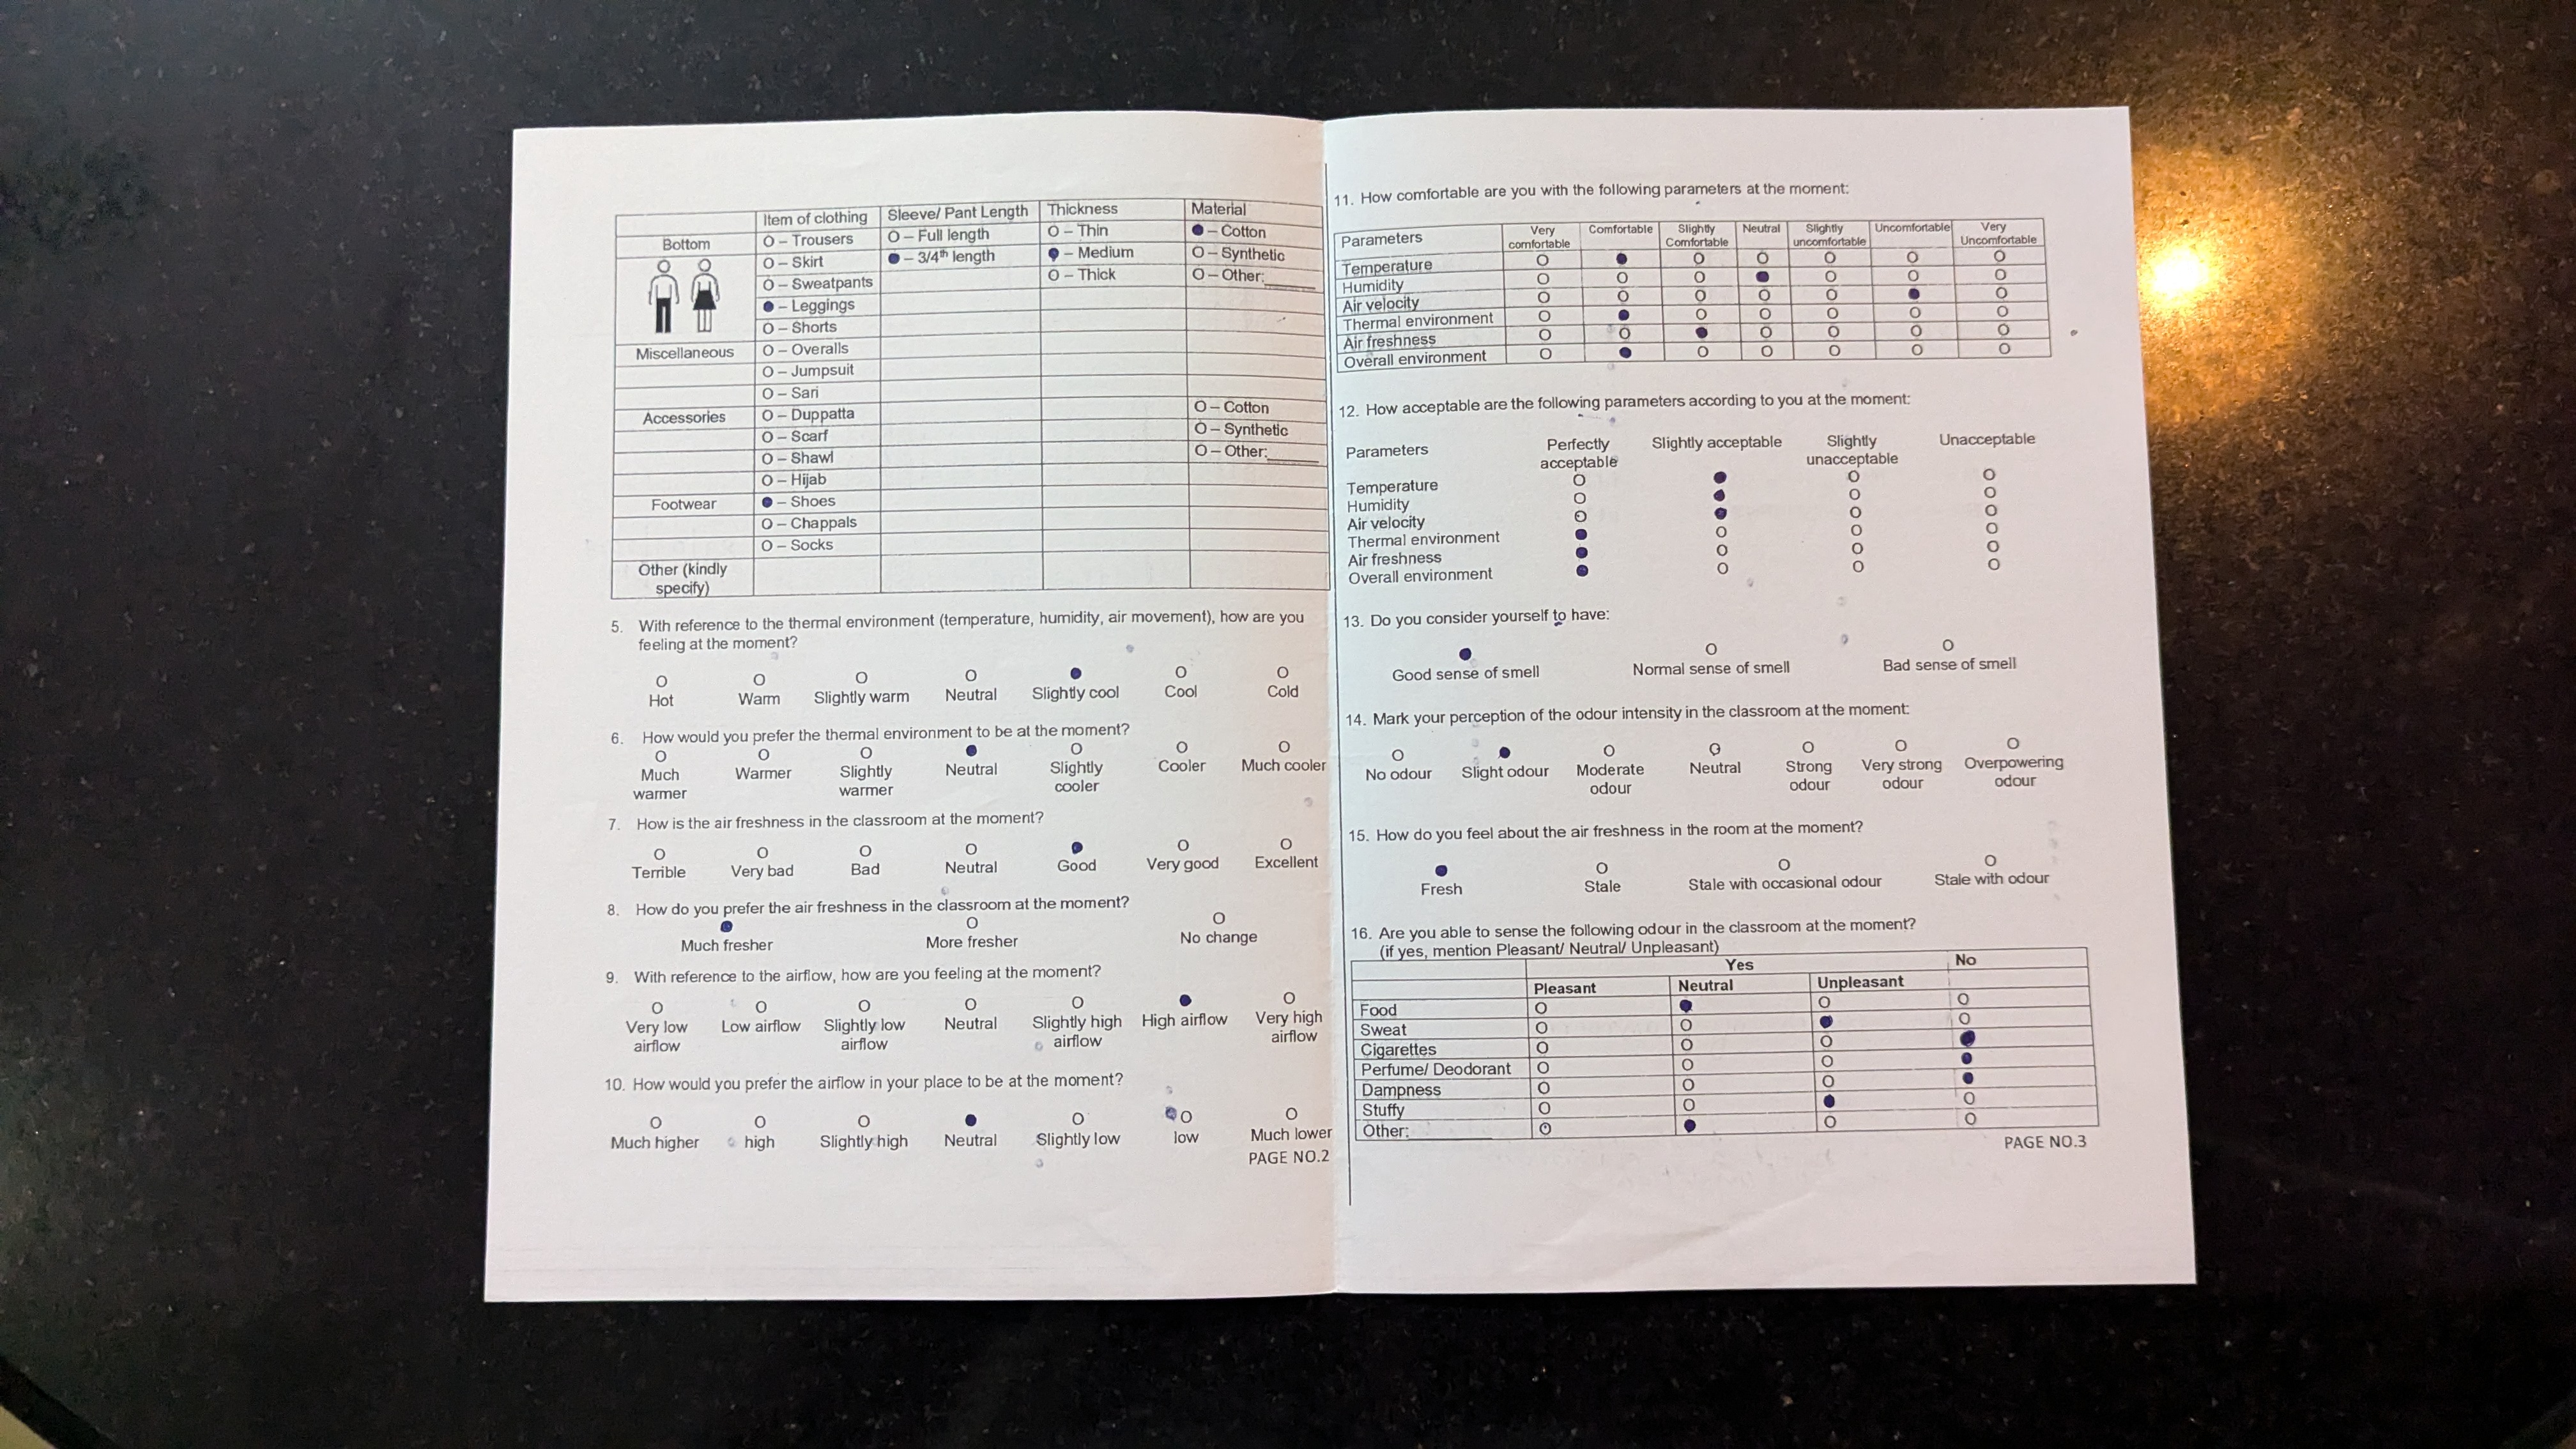 Item of clothing Sleeve/ Pant Length Thickness Material
Bottom O – Trousers O – Full length O – Thin ● – Cotton
O – Skirt ● – 3/4th length ● – Medium O – Synthetic
O – Sweatpants O – Thick O – Other:______
● – Leggings
O – Shorts
Miscellaneous O – Overalls
O – Jumpsuit
O – Sari
Accessories O – Duppatta O – Cotton
O – Scarf O – Synthetic
O – Shawl O – Other:______
O – Hijab
Footwear ● – Shoes
O – Chappals
O – Socks
Other (kindly
specify)
5. With reference to the thermal environment (temperature, humidity, air movement), how are you
feeling at the moment?
O O O O ● O O
Hot Warm Slightly warm Neutral Slightly cool Cool Cold
6. How would you prefer the thermal environment to be at the moment?
O O O ● O O O
Much Warmer Slightly Neutral Slightly Cooler Much cooler
warmer warmer cooler
7. How is the air freshness in the classroom at the moment?
O O O O ● O O
Terrible Very bad Bad Neutral Good Very good Excellent
8. How do you prefer the air freshness in the classroom at the moment?
● O O
Much fresher More fresher No change
9. With reference to the airflow, how are you feeling at the moment?
O O O O O ● O
Very low Low airflow Slightly low Neutral Slightly high High airflow Very high
airflow airflow airflow airflow
10. How would you prefer the airflow in your place to be at the moment?
O O O ● O O O
Much higher high Slightly high Neutral Slightly low low Much lower
PAGE NO.2
11. How comfortable are you with the following parameters at the moment:
Parameters Very Comfortable Slightly Neutral Slightly Uncomfortable Very
comfortable Comfortable uncomfortable Uncomfortable
Temperature O ● O O O O O
Humidity O O O ● O O O
Air velocity O O O O O ● O
Thermal environment O ● O O O O O
Air freshness O O ● O O O O
Overall environment O ● O O O O O
12. How acceptable are the following parameters according to you at the moment:
Parameters Perfectly Slightly acceptable Slightly Unacceptable
acceptable unacceptable
Temperature O ● O O
Humidity O ● O O
Air velocity O ● O O
Thermal environment ● O O O
Air freshness ● O O O
Overall environment ● O O O
13. Do you consider yourself to have:
● O O
Good sense of smell Normal sense of smell Bad sense of smell
14. Mark your perception of the odour intensity in the classroom at the moment:
O ● O O O O O
No odour Slight odour Moderate Neutral Strong Very strong Overpowering
odour odour odour odour
15. How do you feel about the air freshness in the room at the moment?
● O O O
Fresh Stale Stale with occasional odour Stale with odour
16. Are you able to sense the following odour in the classroom at the moment?
(if yes, mention Pleasant/ Neutral/ Unpleasant)
Yes No
Pleasant Neutral Unpleasant
Food O ● O O
Sweat O O ● O
Cigarettes O O O ●
Perfume/ Deodorant O O O ●
Dampness O O O ●
Stuffy O O ● O
Other:________ O ● O O
PAGE NO.3